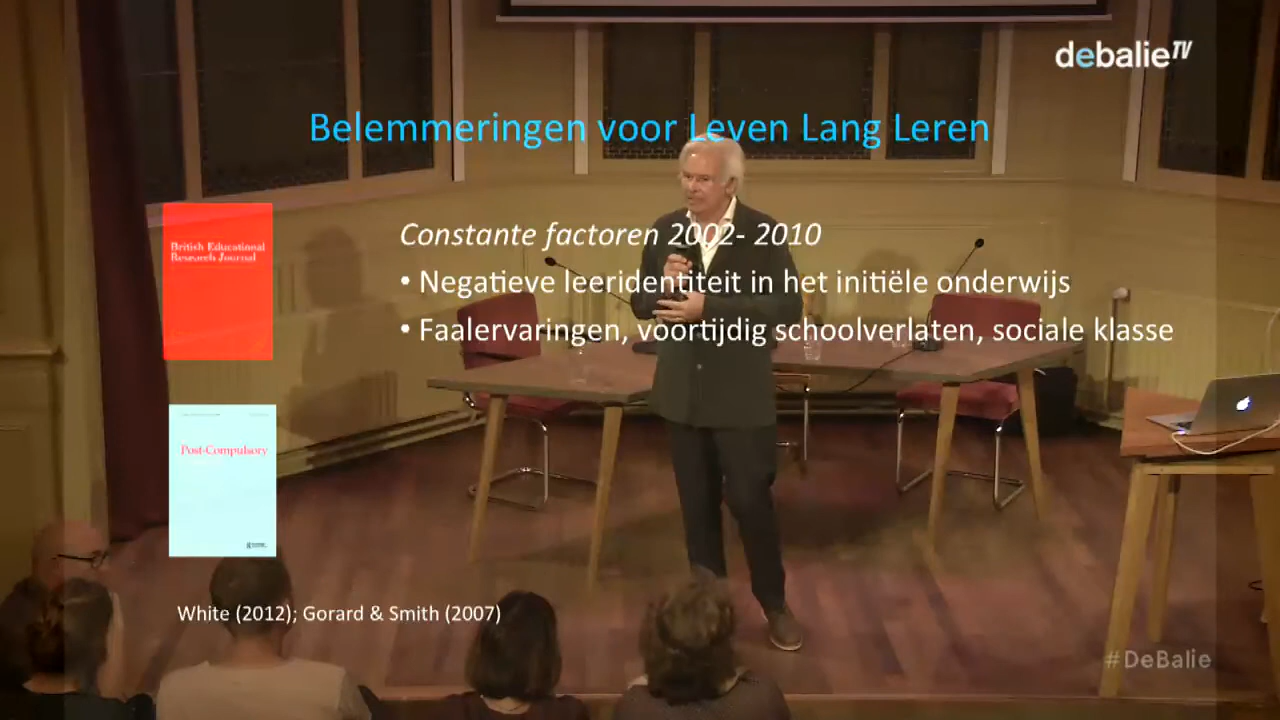 debalieTV
Belemmeringen voor Leven Lang Leren
British Educational
Research Journal
Constante factoren 2002- 2010
• Negatieve leeridentiteit in het initiële onderwijs
• Faalervaringen, voortijdig schoolverlaten, sociale klasse
Post-Compulsory
White (2012); Gorard & Smith (2007)
#DeBalie